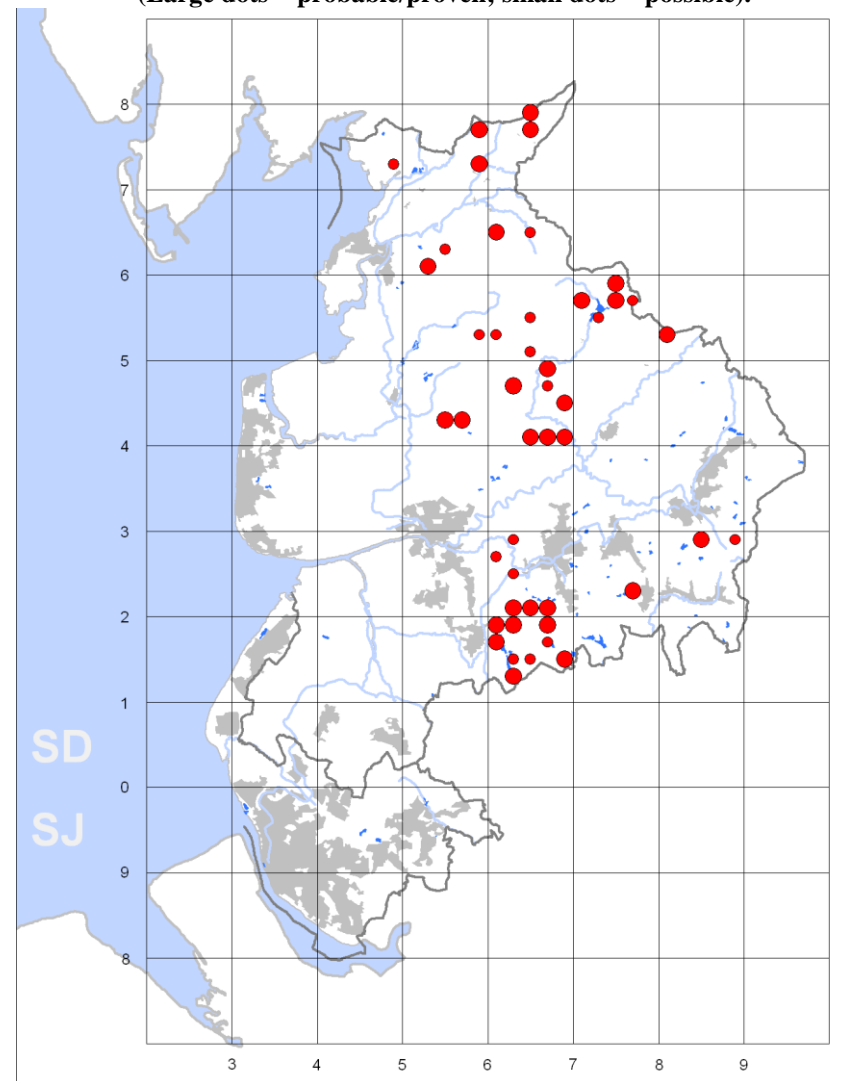 (Large dots – probable/proven; small dots – possible).
8
7
6
5
4
3
2
1
SD
0
SJ
9
8
3 4 5 6 7 8 9